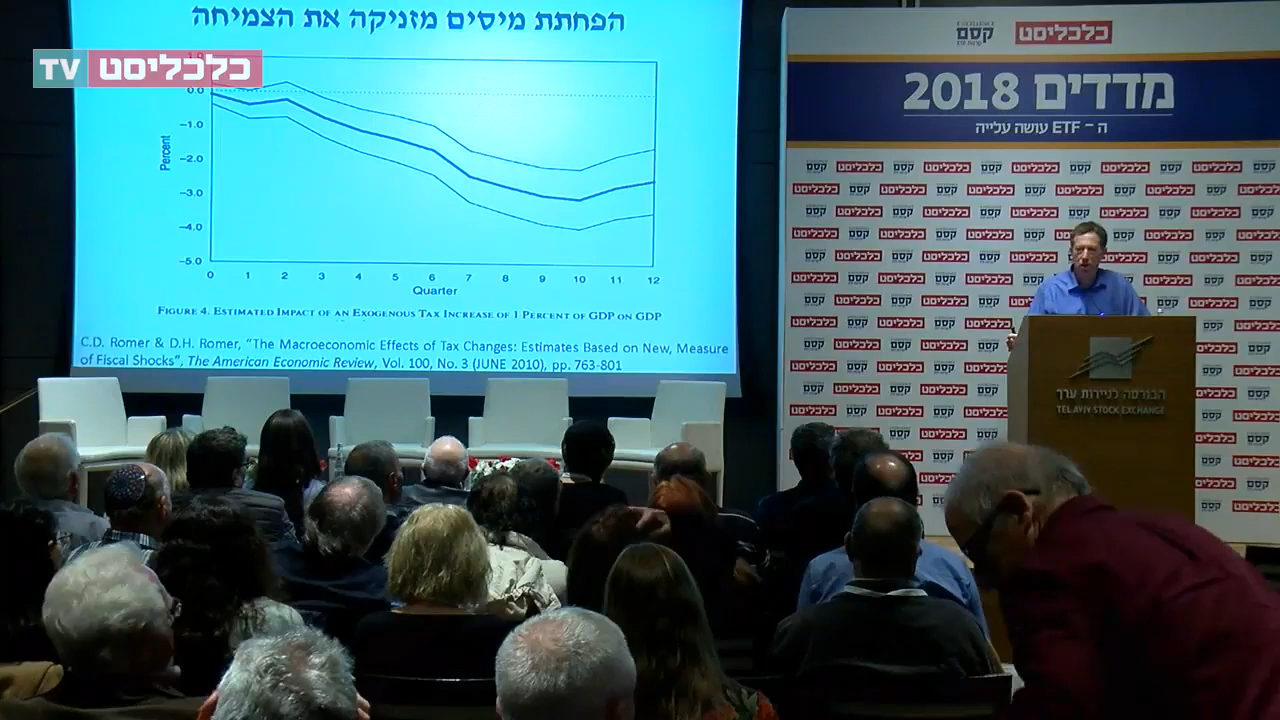 הפחתת מיסים מזניקה את הצמיחה
כלכליסט TV
1.0
0.0
–1.0
–2.0
–3.0
–4.0
–5.0
Percent
0 1 2 3 4 5 6 7 8 9 10 11 12
Quarter
FIGURE 4. ESTIMATED IMPACT OF AN EXOGENOUS TAX INCREASE OF 1 PERCENT OF GDP ON GDP
C.D. Romer & D.H. Romer, "The Macroeconomic Effects of Tax Changes: Estimates Based on New, Measure
of Fiscal Shocks", The American Economic Review, Vol. 100, No. 3 (JUNE 2010), pp. 763-801
כלכליסט קסם
מדדים 2018
ה – ETF עושה עלייה
הבורסה לניירות ערך
TEL AVIV STOCK EXCHANGE